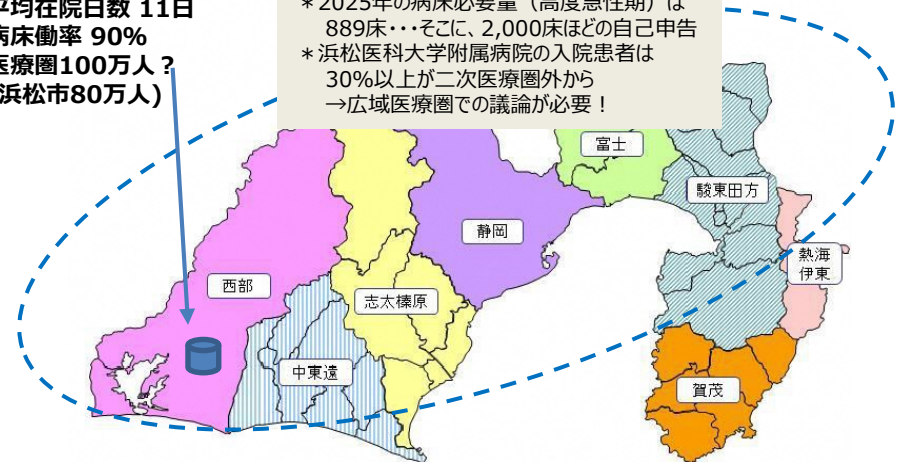 平均在院日数 11日
病床働率 90%
医療圏100万人？
浜松市80万人)
＊2025年の病床必要量（高度急性期）は
889床・・・そこに、2,000床ほどの自己申告
＊浜松医科大学附属病院の入院患者は
30%以上が二次医療圏外から
→広域医療圏での議論が必要！
富士
駿東田方
静岡
熱海
伊東
西部
志太榛原
中東遠
賀茂